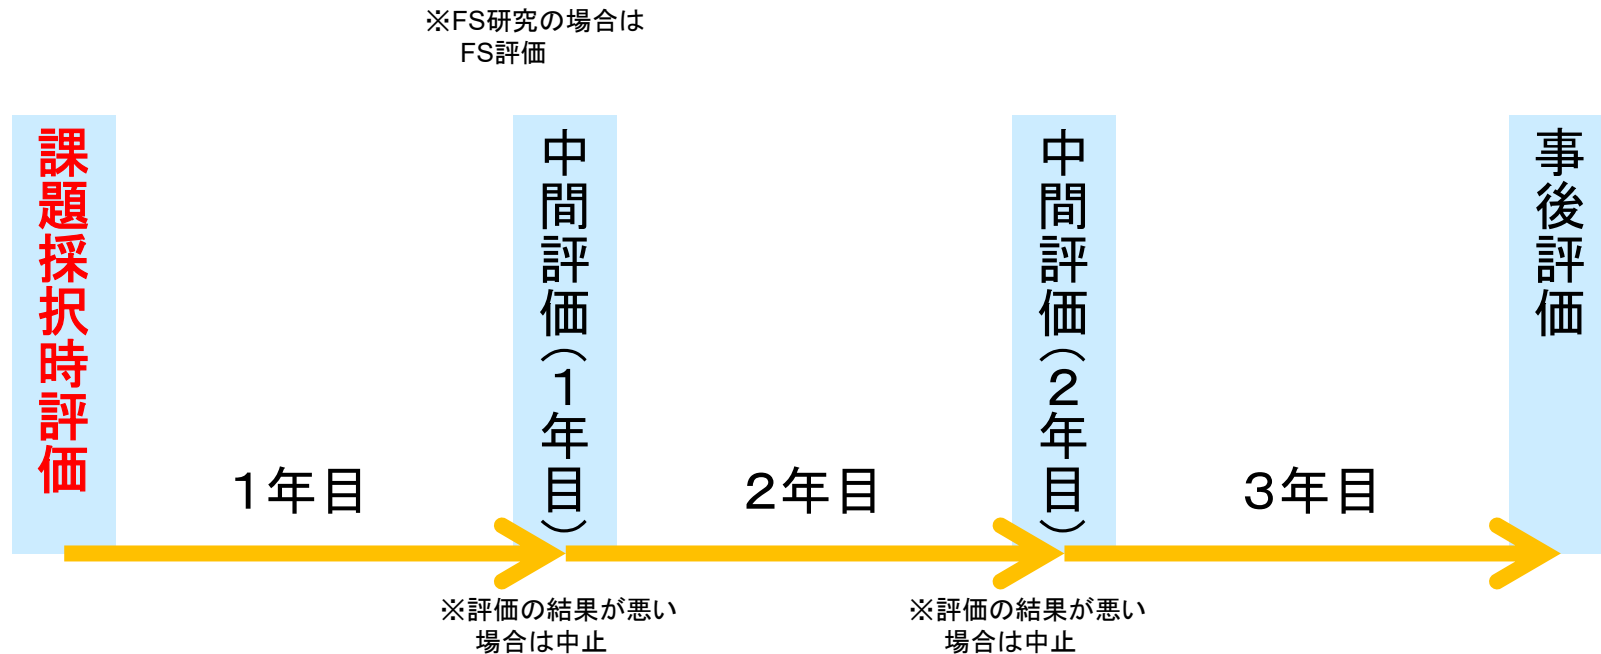 ※FS研究の場合は
FS評価
課題採択時評価
中間評価（１年目）
中間評価（２年目）
事後評価
１年目
２年目
３年目
※評価の結果が悪い
場合は中止
※評価の結果が悪い
場合は中止